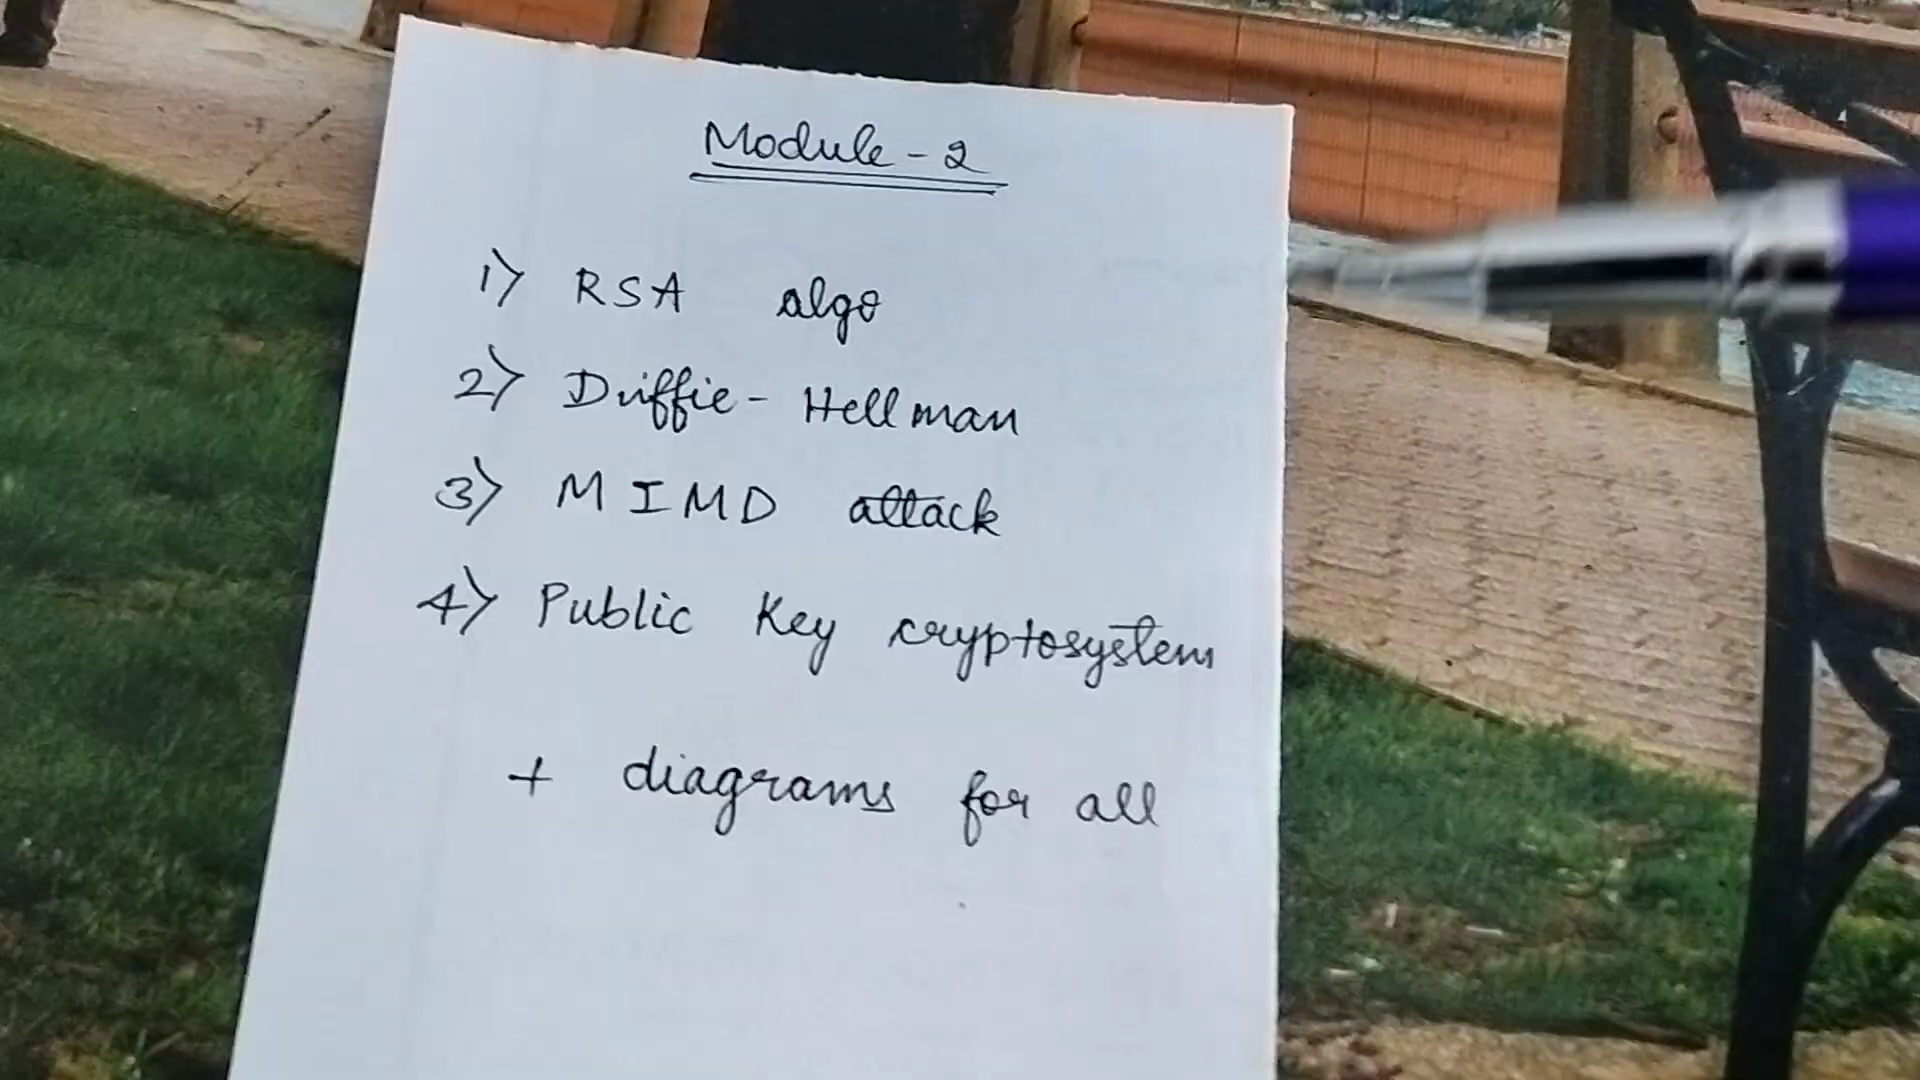 Module - 2
1) RSA algo
2) Diffie - Hellman
3) MIMD attack
4) Public Key cryptosystem
+ diagrams for all